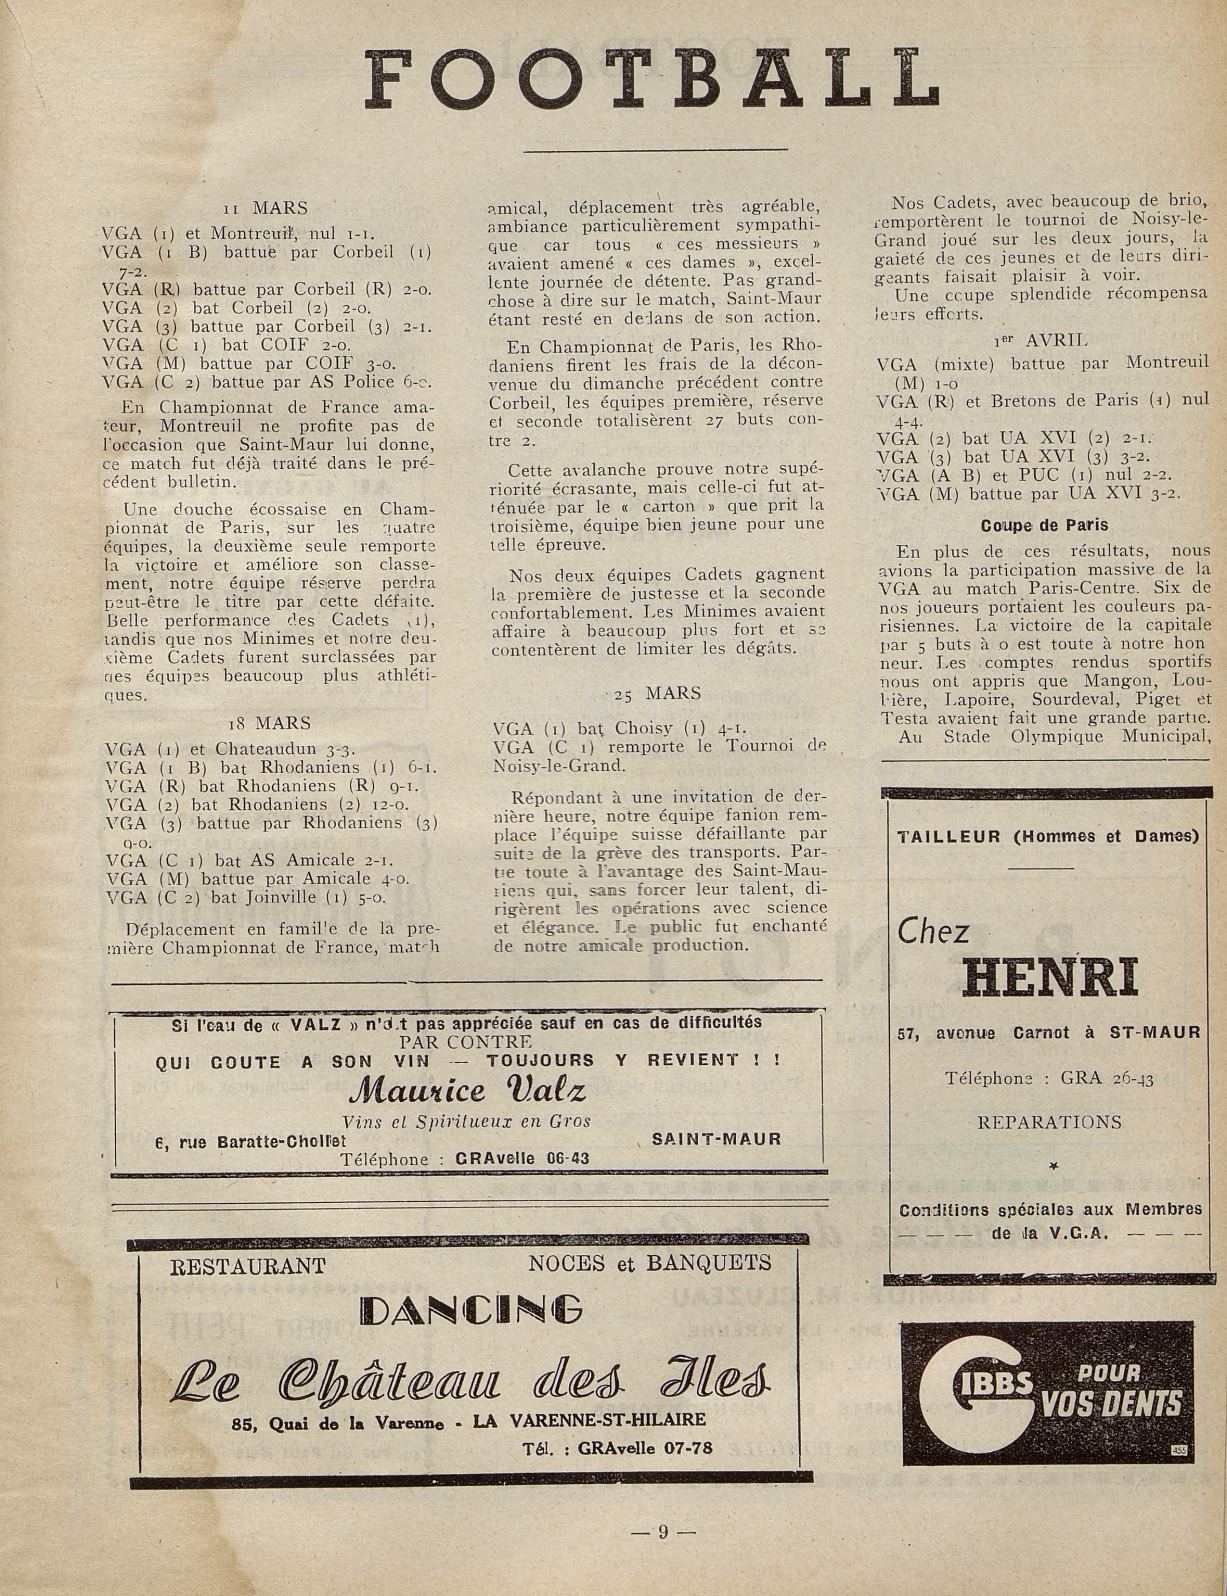 FOOTBALL
11 MARS
VGA (1) et Montreuil, nul 1-1.
VGA (1 B) battue par Corbeil (1)
7-2.
VGA (R) battue par Corbeil (R) 2-0.
VGA (2) bat Corbeil (2) 2-0.
VGA (3) battue par Corbeil (3) 2-1.
VGA (C 1) bat COIF 2-0.
VGA (M) battue par COIF 3-0.
VGA (C 2) battue par AS Police 6-0.
En Championnat de France ama-
teur, Montreuil ne profite pas de
l'occasion que Saint-Maur lui donne,
ce match fut déjà traité dans le pré-
cédent bulletin.
Une douche écossaise en Cham-
pionnat de Paris, sur les quatre
équipes, la deuxième seule remporte
la victoire et améliore son classe-
ment, notre équipe réserve perdra
peut-être le titre par cette défaite.
Belle performance des Cadets (1),
tandis que nos Minimes et notre deu-
xième Cadets furent surclassées par
des équipes beaucoup plus athléti-
ques.
18 MARS
VGA (1) et Chateaudun 3-3.
VGA (1 B) bat Rhodaniens (1) 6-1.
VGA (R) bat Rhodaniens (R) 9-1.
VGA (2) bat Rhodaniens (2) 12-0.
VGA (3) battue par Rhodaniens (3)
9-0.
VGA (C 1) bat AS Amicale 2-1.
VGA (M) battue par Amicale 4-0.
VGA (C 2) bat Joinville (1) 5-0.
Déplacement en famille de la pre-
mière Championnat de France, match
amical, déplacement très agréable,
ambiance particulièrement sympathi-
que car tous « ces messieurs »
avaient amené « ces dames », excel-
lente journée de détente. Pas grand-
chose à dire sur le match, Saint-Maur
étant resté en dedans de son action.
En Championnat de Paris, les Rho-
daniens firent les frais de la décon-
venue du dimanche précédent contre
Corbeil, les équipes première, réserve
et seconde totalisèrent 27 buts con-
tre 2.
Cette avalanche prouve notre supé-
riorité écrasante, mais celle-ci fut at-
ténuée par le « carton » que prit la
troisième, équipe bien jeune pour une
telle épreuve.
Nos deux équipes Cadets gagnent
la première de justesse et la seconde
confortablement. Les Minimes avaient
affaire à beaucoup plus fort et se
contentèrent de limiter les dégâts.
25 MARS
VGA (1) bat Choisy (1) 4-1.
VGA (C 1) remporte le Tournoi de
Noisy-le-Grand.
Répondant à une invitation de der-
nière heure, notre équipe fanion rem-
place l'équipe suisse défaillante par
suite de la grève des transports. Par-
tie toute à l'avantage des Saint-Mau-
riens qui, sans forcer leur talent, di-
rigèrent les opérations avec science
et élégance. Le public fut enchanté
de notre amicale production.
Nos Cadets, avec beaucoup de brio,
remportèrent le tournoi de Noisy-le-
Grand joué sur les deux jours, la
gaieté de ces jeunes et de leurs diri-
geants faisait plaisir à voir.
Une coupe splendide récompensa
leurs efforts.
1er AVRIL
VGA (mixte) battue par Montreuil
(M) 1-0
VGA (R) et Bretons de Paris (1) nul
4-4.
VGA (2) bat UA XVI (2) 2-1.
VGA (3) bat UA XVI (3) 3-2.
VGA (A B) et PUC (1) nul 2-2.
VGA (M) battue par UA XVI 3-2.
Coupe de Paris
En plus de ces résultats, nous
avions la participation massive de la
VGA au match Paris-Centre. Six de
nos joueurs portaient les couleurs pa-
risiennes. La victoire de la capitale
par 5 buts à 0 est toute à notre hon
neur. Les comptes rendus sportifs
nous ont appris que Mangon, Lou-
bière, Lapoire, Sourdeval, Piget et
Testa avaient fait une grande partie.
Au Stade Olympique Municipal,
Si l'eau de « VALZ » n'est pas appréciée sauf en cas de difficultés
PAR CONTRE
QUI GOUTE A SON VIN — TOUJOURS Y REVIENT ! !
Maurice Valz
Vins et Spiritueux en Gros
6, rue Baratte-Chollet SAINT-MAUR
Téléphone : GRAvelle 06-43
RESTAURANT NOCES et BANQUETS
DANCING
Le Château des Iles
85, Quai de la Varenne - LA VARENNE-ST-HILAIRE
Tél. : GRAvelle 07-78
TAILLEUR (Hommes et Dames)
Chez
HENRI
57, avenue Carnot à ST-MAUR
Téléphone : GRA 26-43
REPARATIONS
Conditions spéciales aux Membres
— — — de la V.G.A. — — —
GIBBS POUR
VOS DENTS
455
— 9 —